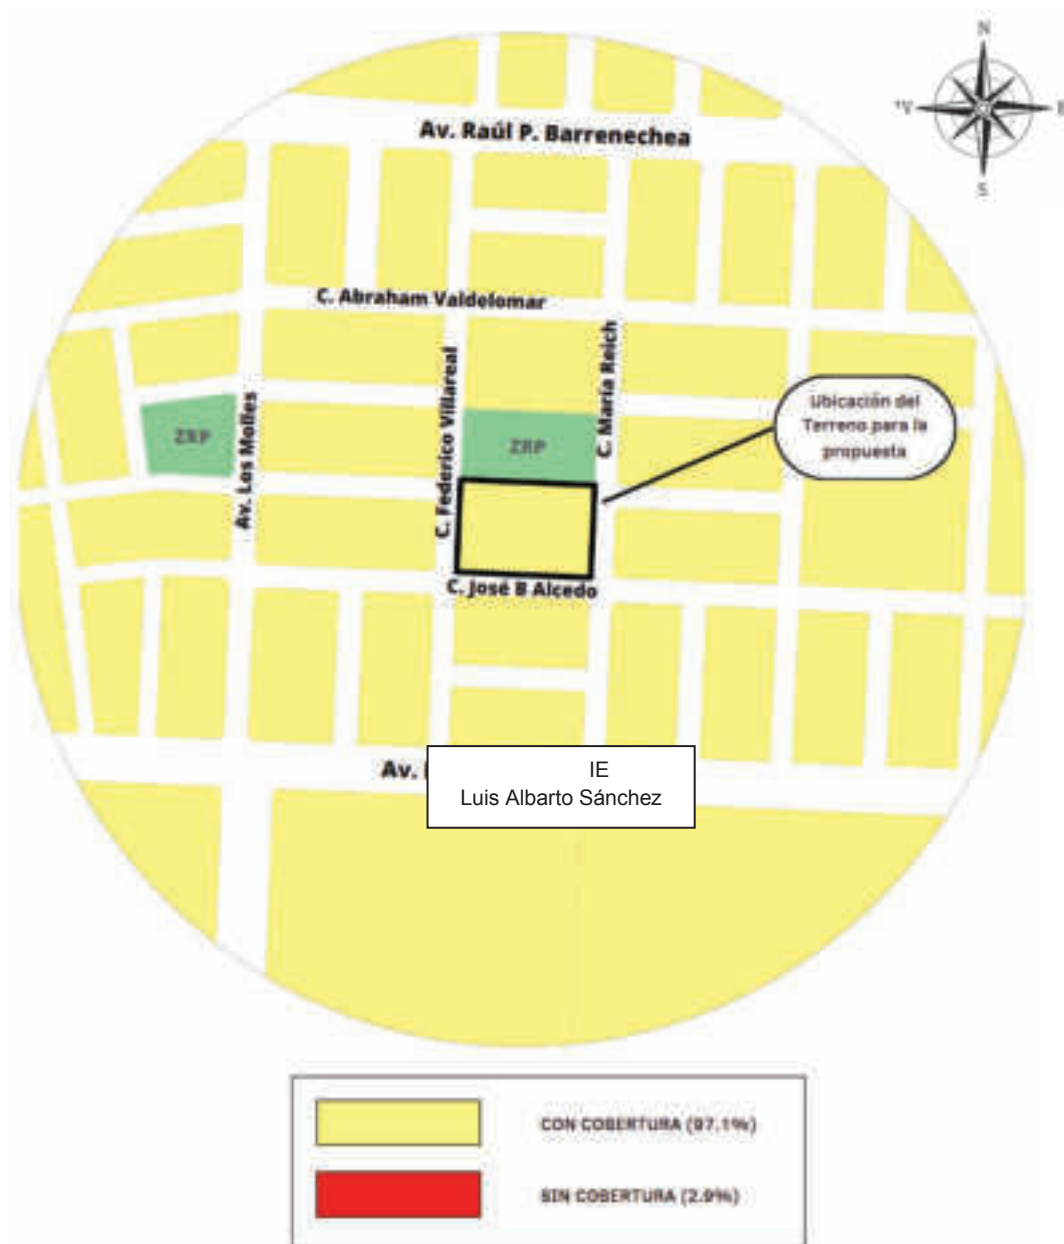 N
S
Av. Raúl P. Barrenechea
C. Abraham Valdelomar
C. Federico Villareal
C. María Reich
Ubicación del
Terreno para la
propuesta
ZRP
Av. Los Molles
ZRP
C. José B Alcedo
Av.
IE
Luis Albarto Sánchez
CON COBERTURA (97.1%)
SIN COBERTURA (2.9%)